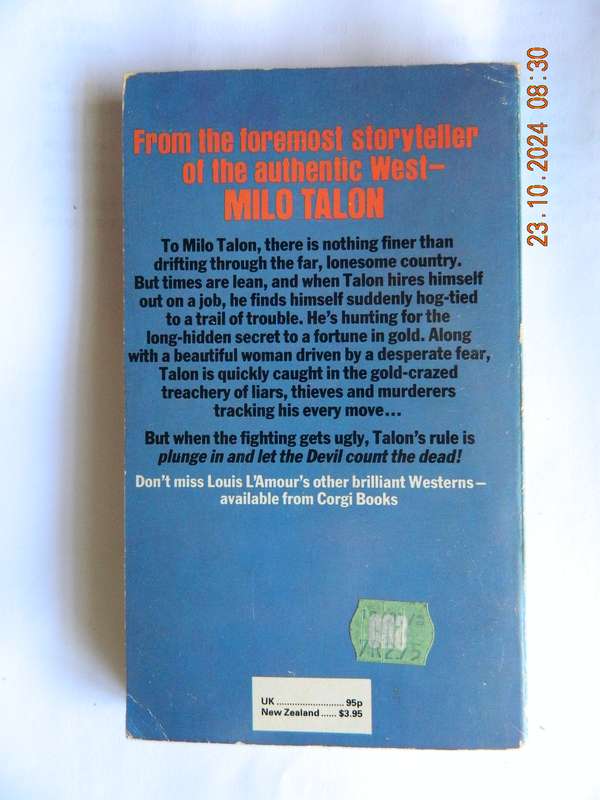 From the foremost storyteller
of the authentic West—
MILO TALON
To Milo Talon, there is nothing finer than
drifting through the far, lonesome country.
But times are lean, and when Talon hires himself
out on a job, he finds himself suddenly hog-tied
to a trail of trouble. He's hunting for the
long-hidden secret to a fortune in gold. Along
with a beautiful woman driven by a desperate fear,
Talon is quickly caught in the gold-crazed
treachery of liars, thieves and murderers
tracking his every move...
But when the fighting gets ugly, Talon's rule is
plunge in and let the Devil count the dead!
Don't miss Louis L'Amour's other brilliant Westerns—
available from Corgi Books
UK ........................... 95p
New Zealand ...... $3.95
23.10.2024 08:30